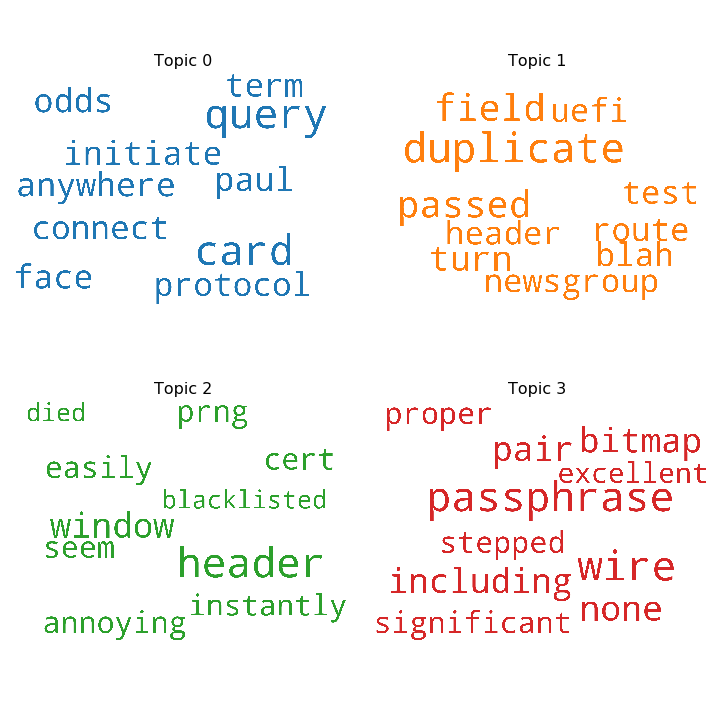 Topic 0
term
odds
query
initiate
paul
anywhere
connect
card
face
protocol
Topic 1
field
uefi
duplicate
test
passed
route
header
blah
turn
newsgroup
Topic 2
died
prng
cert
easily
blacklisted
window
seem
header
instantly
annoying
Topic 3
proper
bitmap
pair
excellent
passphrase
stepped
wire
including
none
significant